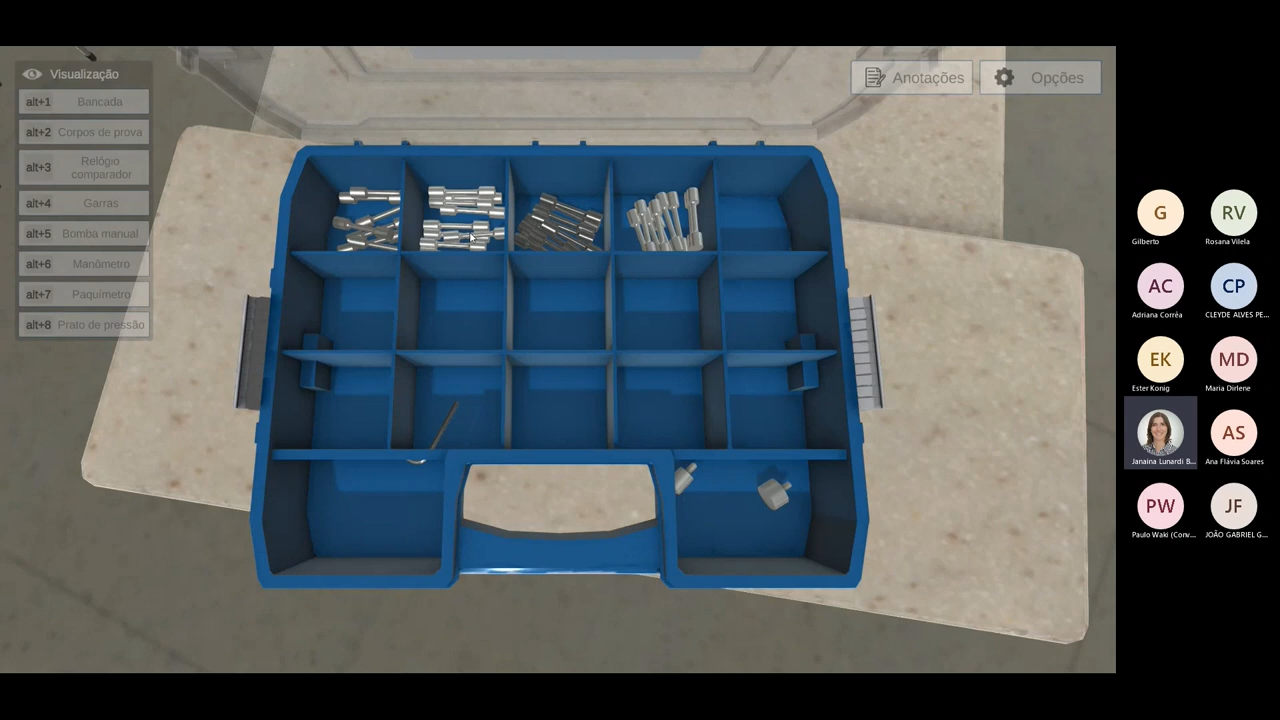 Visualização
alt+1 Bancada
alt+2 Corpos de prova
alt+3 Relógio comparador
alt+4 Garras
alt+5 Bomba manual
alt+6 Manômetro
alt+7 Paquímetro
alt+8 Prato de pressão
Anotações
Opções
G
Gilberto
RV
Rosana Vilela
AC
Adriana Corrêa
CP
CLEYDE ALVES PE...
EK
Ester Konig
MD
Maria Dirlene
Janaina Lunardi B...
AS
Ana Flávia Soares
PW
Paulo Waki (Conv...
JF
JOÃO GABRIEL G...